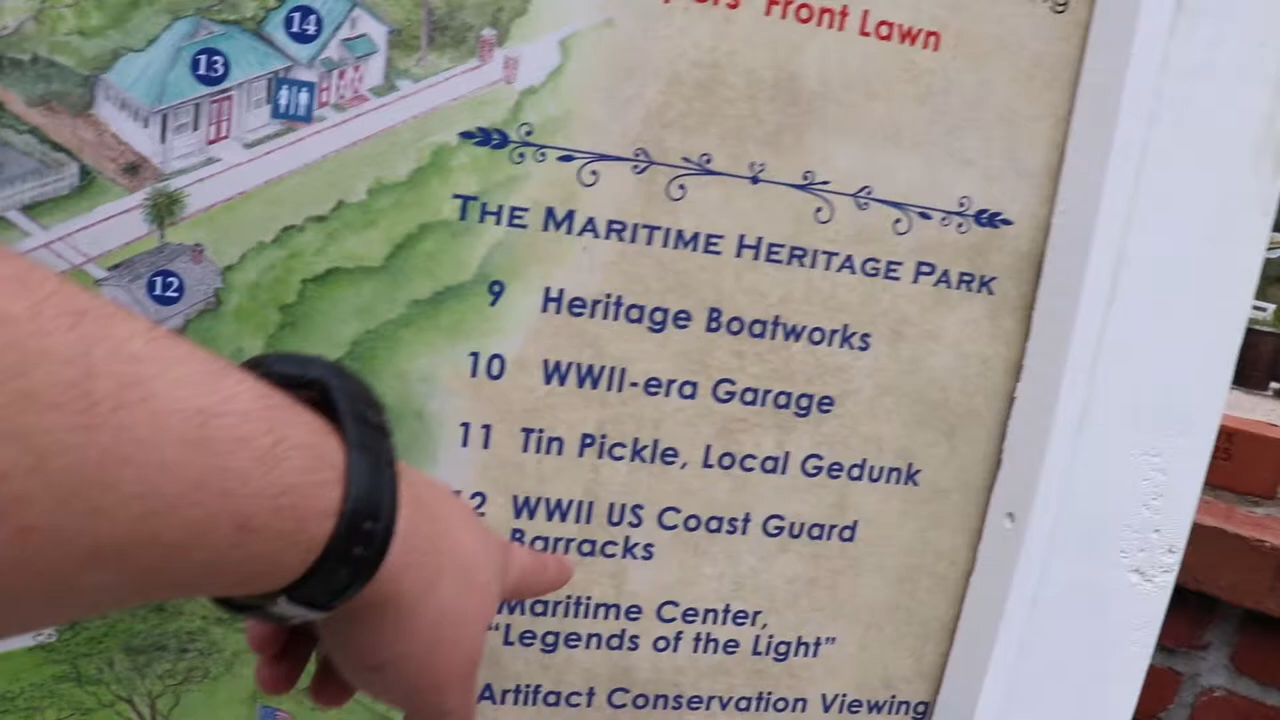 Front Lawn
14
13
12
THE MARITIME HERITAGE PARK
9 Heritage Boatworks
10 WWII-era Garage
11 Tin Pickle, Local Gedunk
12 WWII US Coast Guard
Barracks
Maritime Center,
“Legends of the Light”
Artifact Conservation Viewing